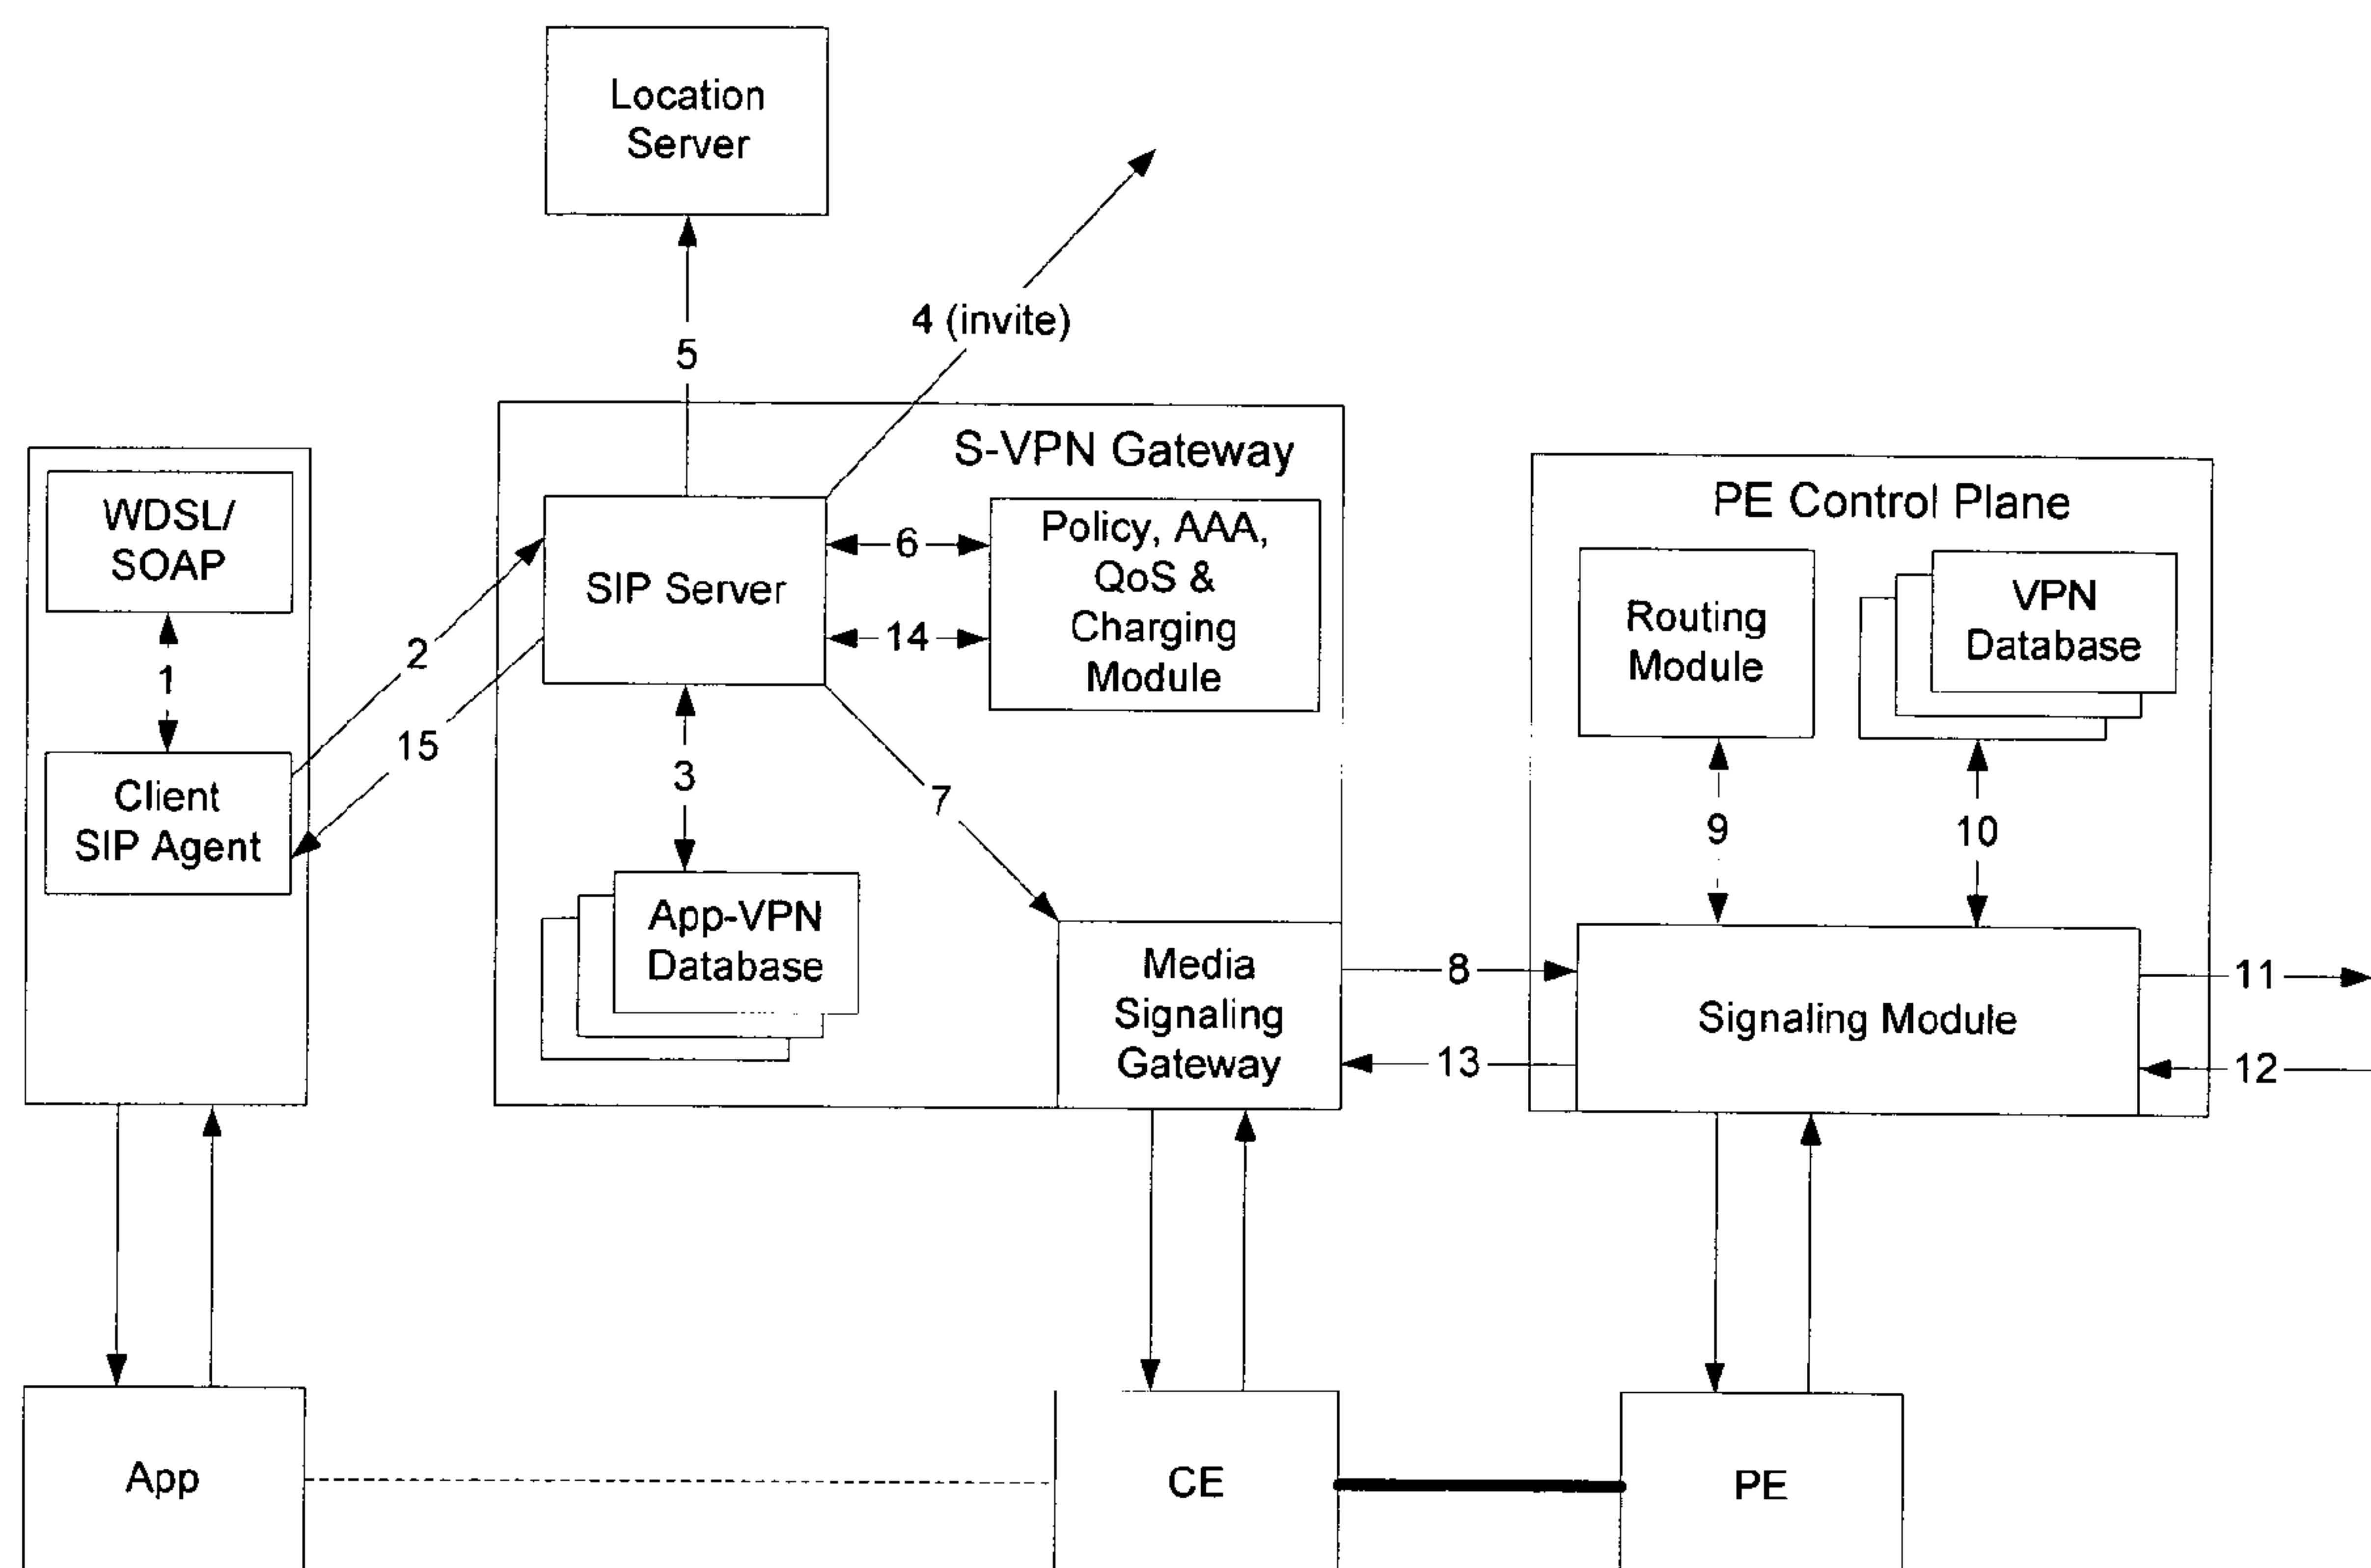 Location
Server
4 (invite)
5
S-VPN Gateway
PE Control Plane
WDSL/
SOAP
1
Client
SIP Agent
2
15
SIP Server
6
14
Policy, AAA,
QoS &
Charging
Module
3
7
App-VPN
Database
Media
Signaling
Gateway
Routing
Module
VPN
Database
9
10
8
13
Signaling Module
11
12
App
CE
PE